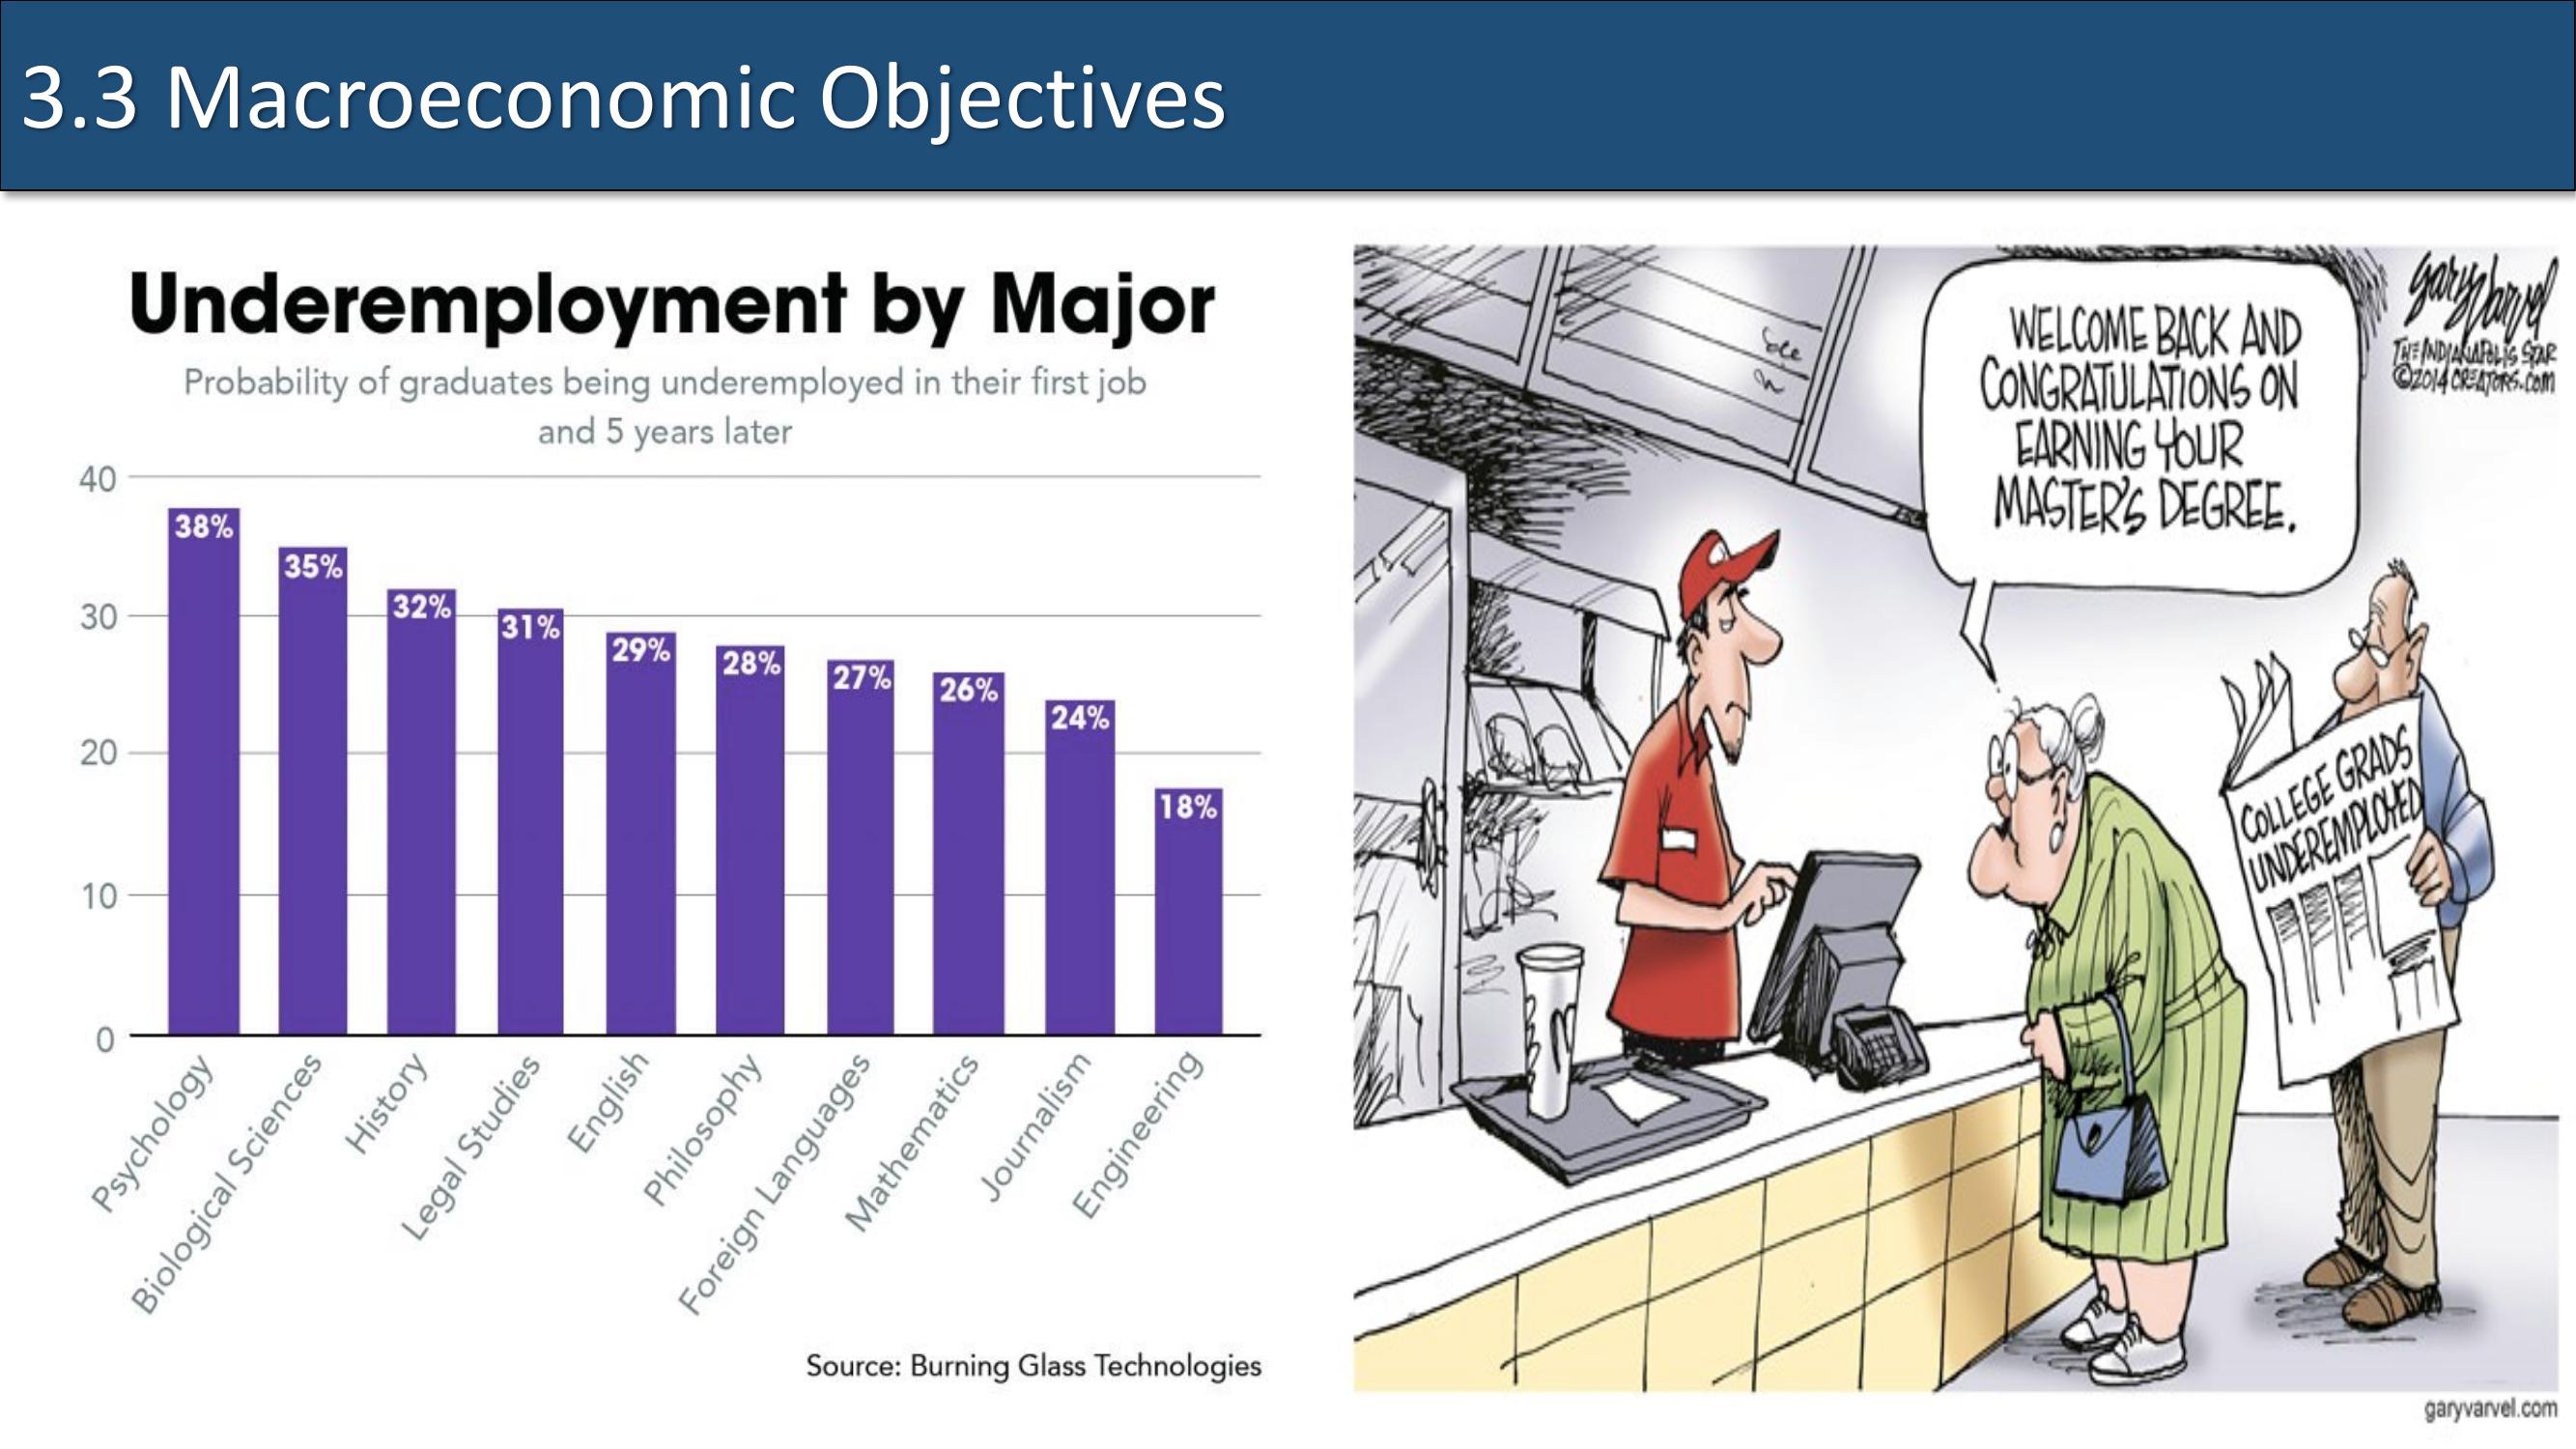 3.3 Macroeconomic Objectives
Underemployment by Major
Probability of graduates being underemployed in their first job
and 5 years later
40
30
20
10
0
38%
35%
32%
31%
29%
28%
27%
26%
24%
18%
Psychology
Biological Sciences
History
Legal Studies
English
Philosophy
Foreign Languages
Mathematics
Journalism
Engineering
Source: Burning Glass Technologies
WELCOME BACK AND
CONGRATULATIONS ON
EARNING YOUR
MASTER'S DEGREE.
gary varvel
THE INDIANAPOLIS STAR
©2014 CREATORS.COM
COLLEGE GRADS
UNDEREMPLOYED
garyvarvel.com